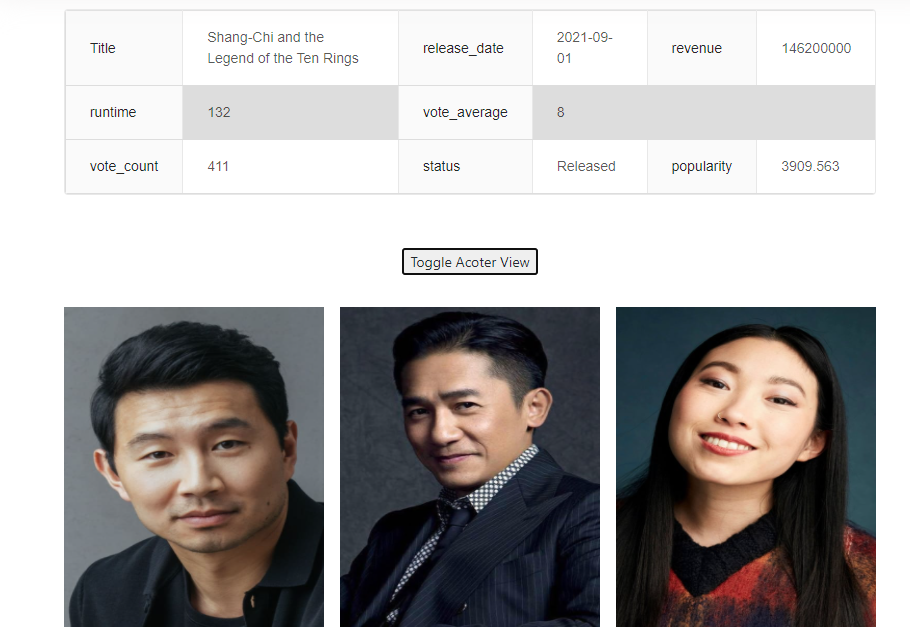 Title
Shang-Chi and the
Legend of the Ten Rings
release_date
2021-09-
01
revenue
146200000
runtime
132
vote_average
8
vote_count
411
status
Released
popularity
3909.563
Toggle Acoter View